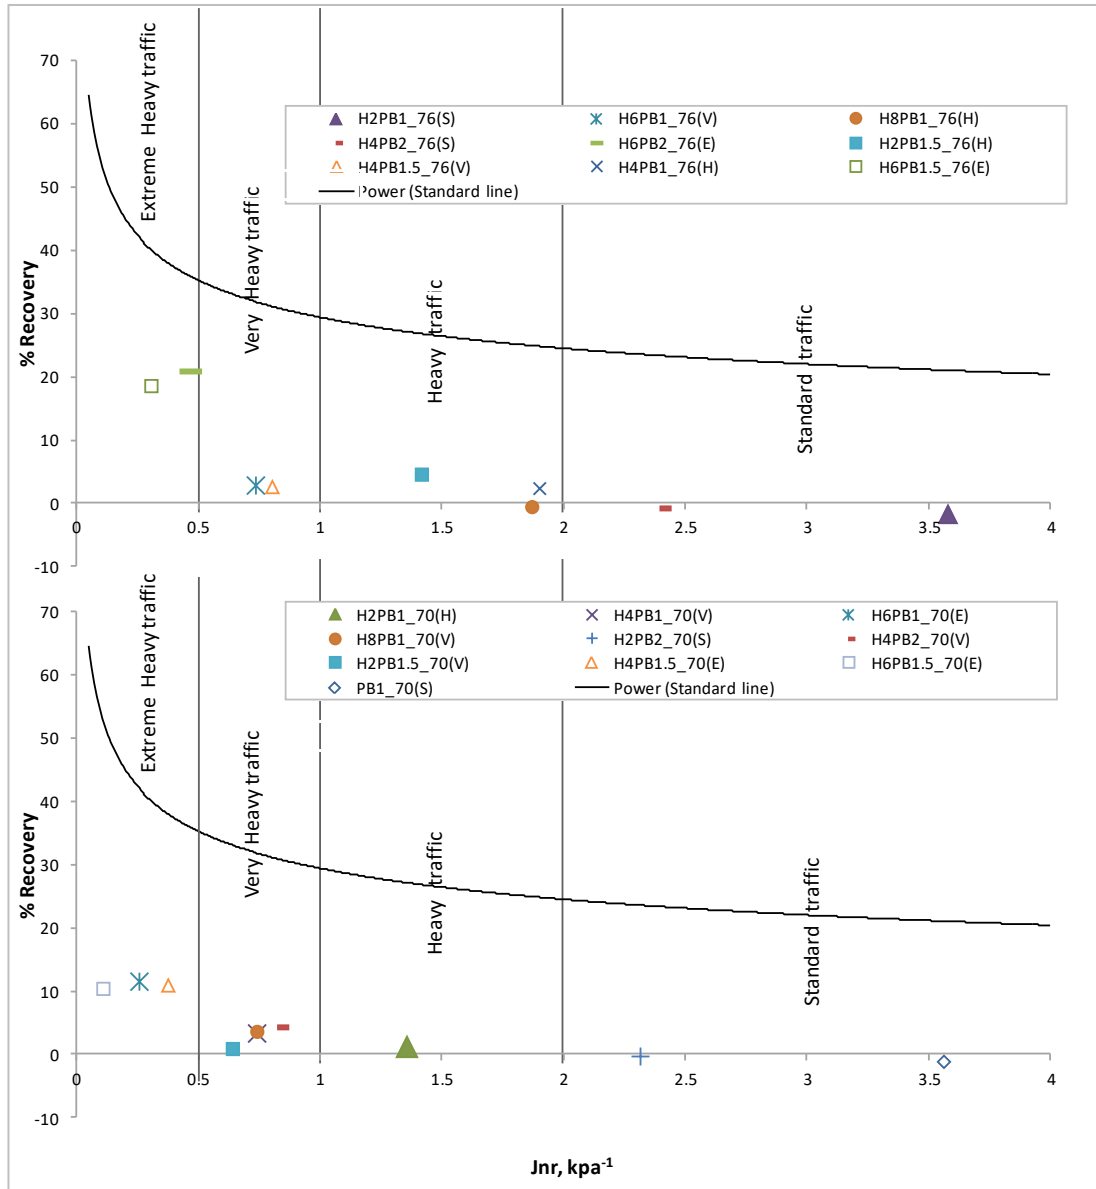 70
60
50
40
30
20
10
0
-10
% Recovery
Extreme Heavy traffic
Very Heavy traffic
Heavy traffic
Standard traffic
H2PB1_76(S) H6PB1_76(V) H8PB1_76(H)
H4PB2_76(S) H6PB2_76(E) H2PB1.5_76(H)
H4PB1.5_76(V) H4PB1_76(H) H6PB1.5_76(E)
Power (Standard line)
0 0.5 1 1.5 2 2.5 3 3.5 4
70
60
50
40
30
20
10
0
-10
% Recovery
Extreme Heavy traffic
Very Heavy traffic
Heavy traffic
Standard traffic
H2PB1_70(H) H4PB1_70(V) H6PB1_70(E)
H8PB1_70(V) H2PB2_70(S) H4PB2_70(V)
H2PB1.5_70(V) H4PB1.5_70(E) H6PB1.5_70(E)
PB1_70(S) Power (Standard line)
0 0.5 1 1.5 2 2.5 3 3.5 4
Jnr, kpa⁻¹